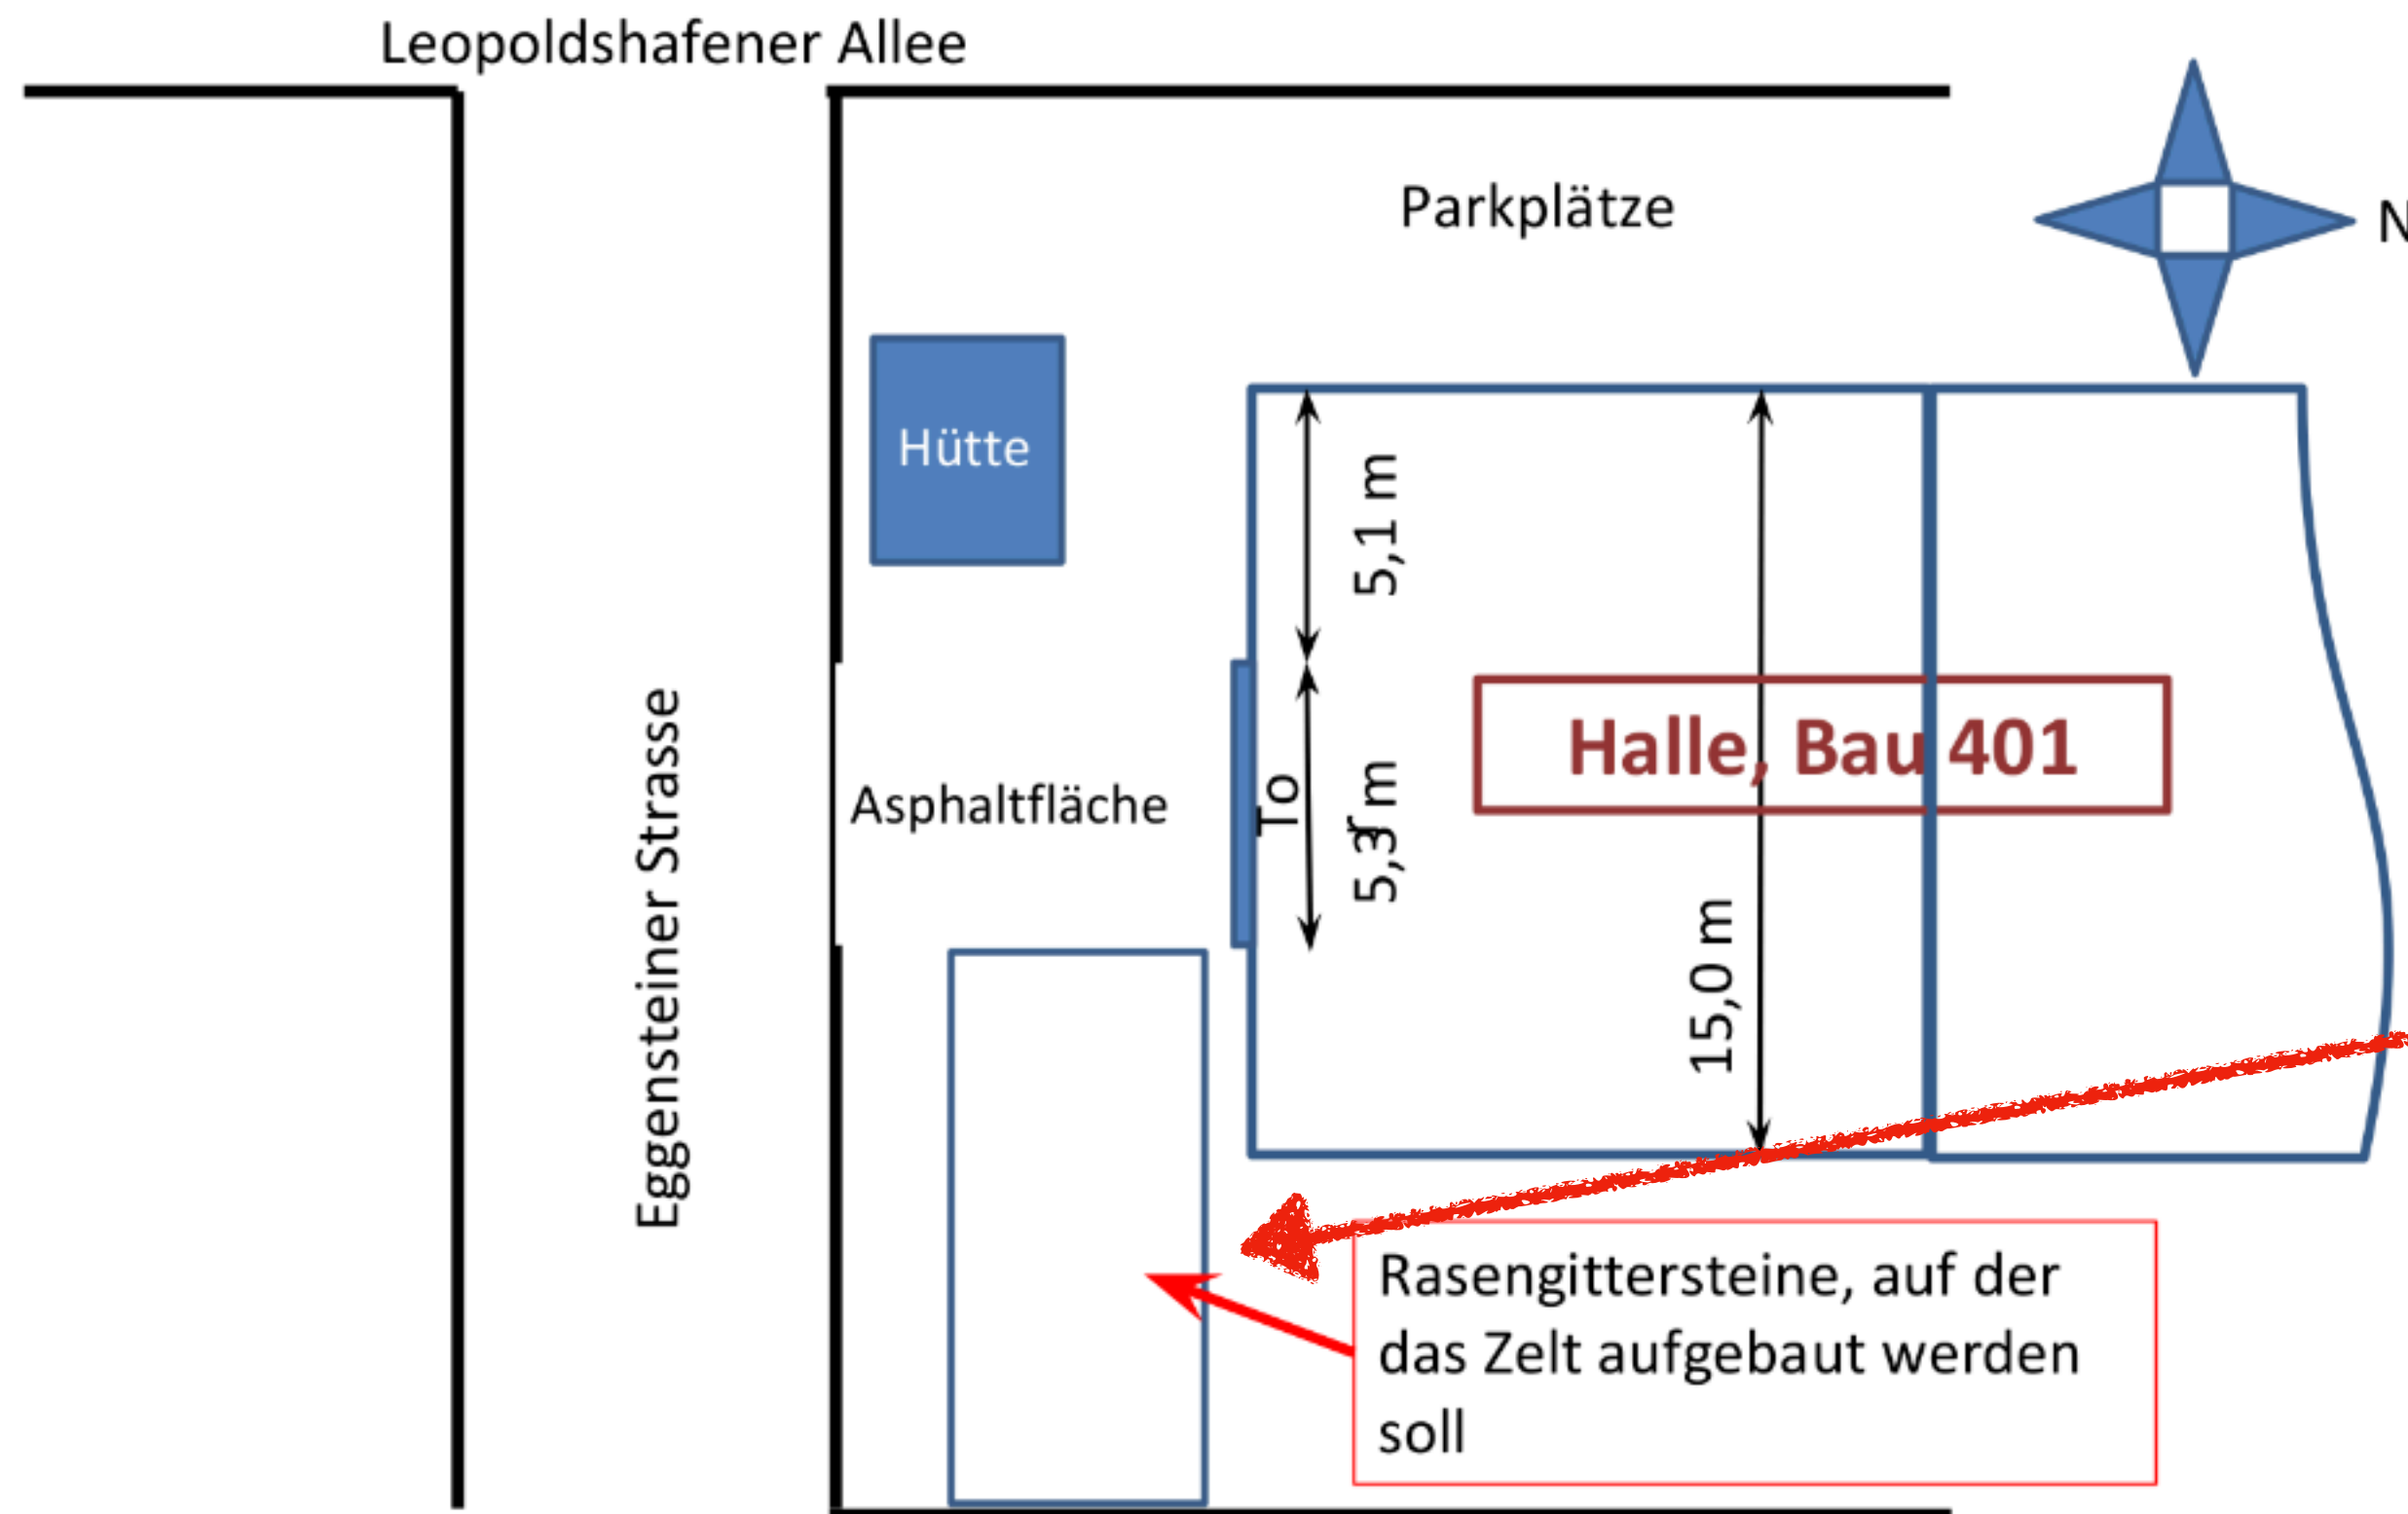 Leopoldshafener Allee
Parkplätze
N
Hütte
5,1 m
Halle, Bau 401
Asphaltfläche
To
r
5,3 m
Eggensteiner Strasse
15,0 m
Rasengittersteine, auf der
das Zelt aufgebaut werden
soll